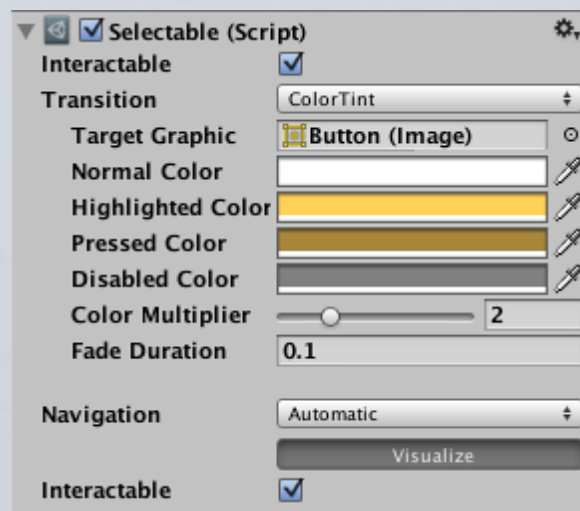 Selectable (Script)
Interactable
Transition ColorTint
Target Graphic Button (Image)
Normal Color
Highlighted Color
Pressed Color
Disabled Color
Color Multiplier 2
Fade Duration 0.1
Navigation Automatic
Visualize
Interactable